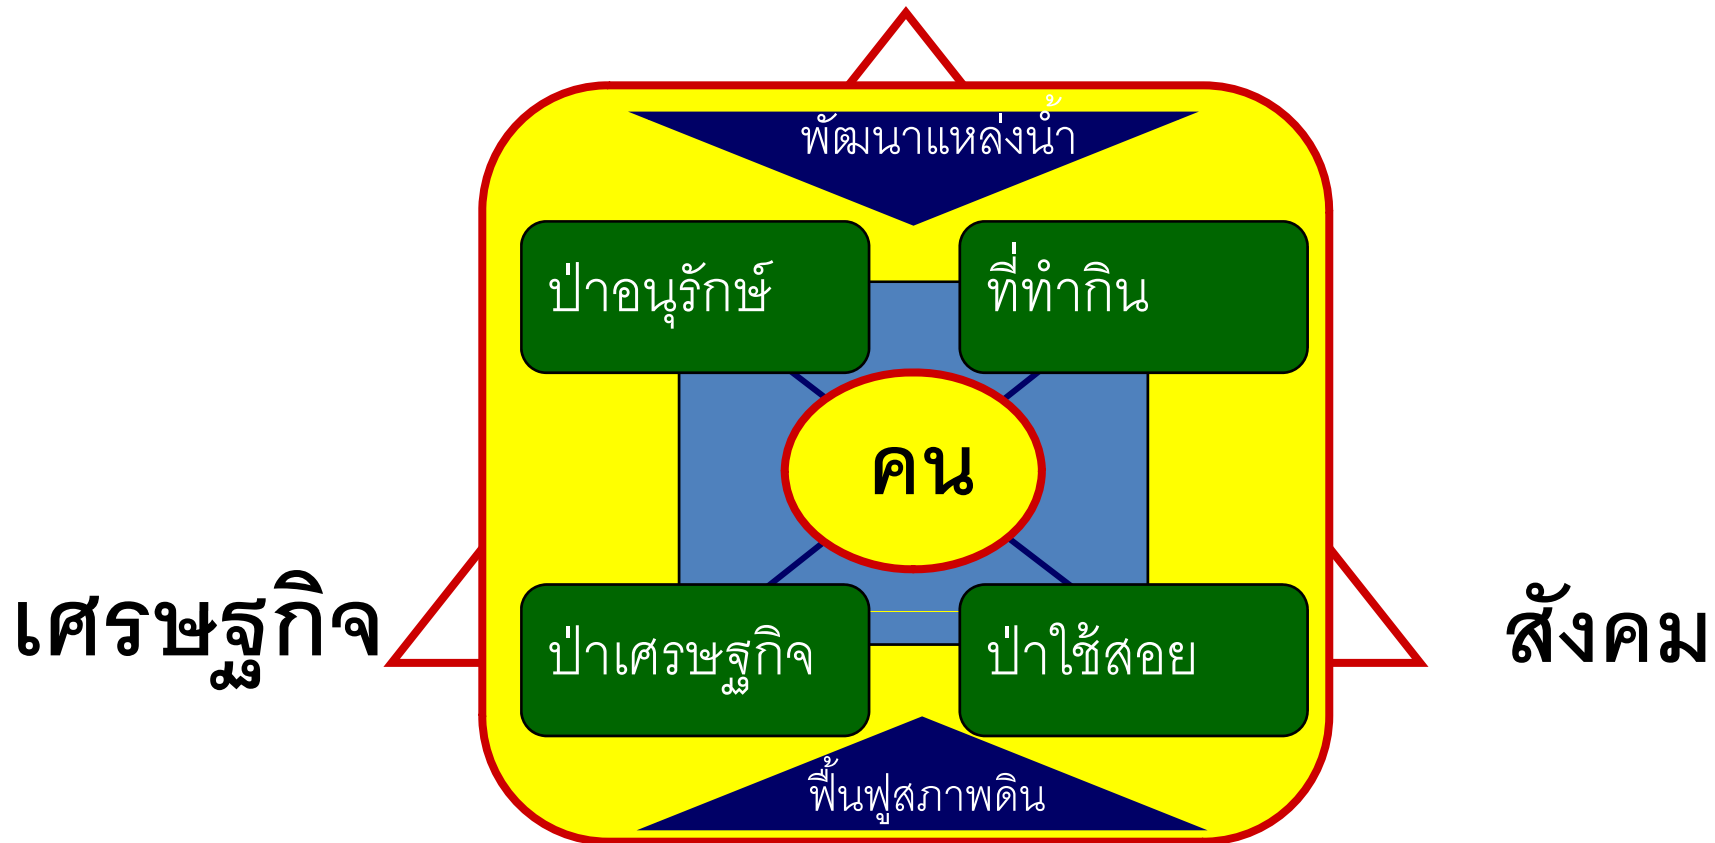 พัฒนาแหล่งน้ำ
ป่าอนุรักษ์
ที่ทำกิน
คน
เศรษฐกิจ
สังคม
ป่าเศรษฐกิจ
ป่าใช้สอย
ฟื้นฟูสภาพดิน